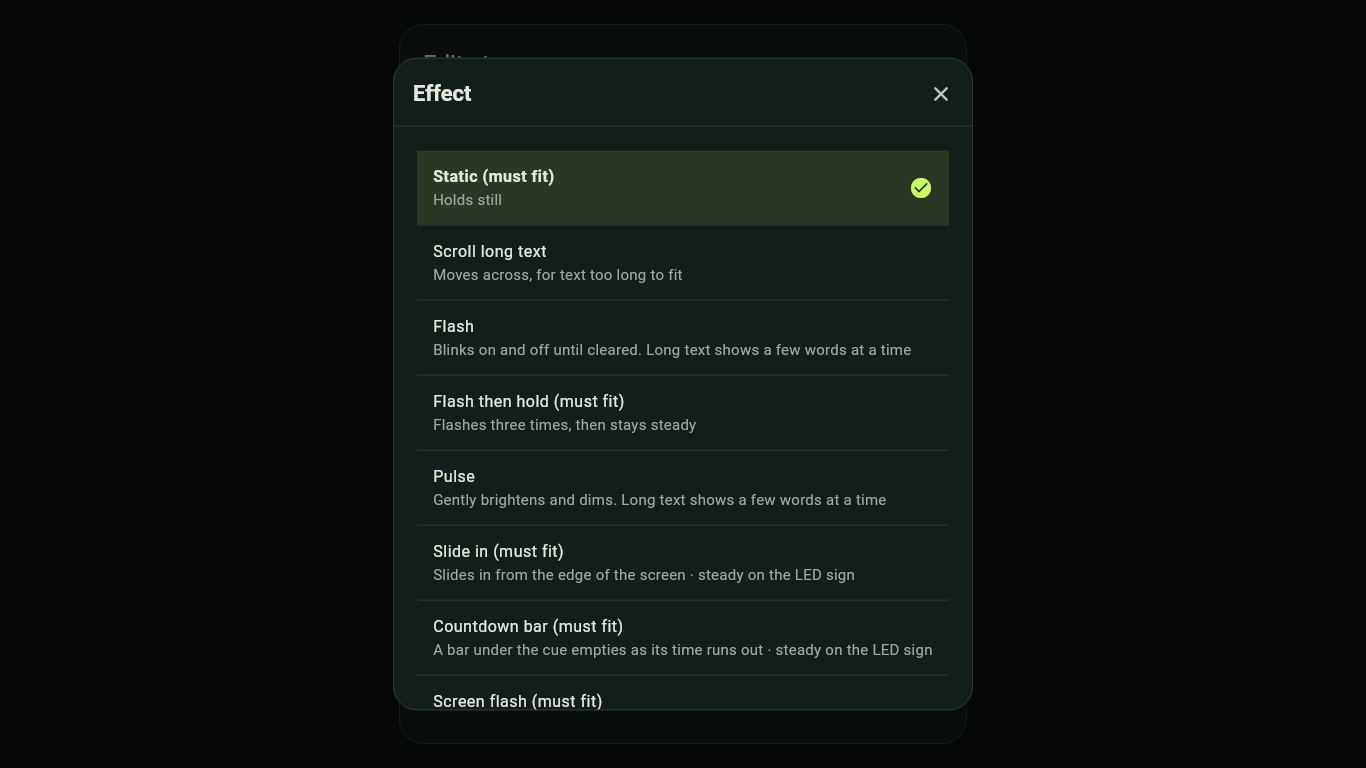 Effect
Static (must fit)
Holds still
Scroll long text
Moves across, for text too long to fit
Flash
Blinks on and off until cleared. Long text shows a few words at a time
Flash then hold (must fit)
Flashes three times, then stays steady
Pulse
Gently brightens and dims. Long text shows a few words at a time
Slide in (must fit)
Slides in from the edge of the screen · steady on the LED sign
Countdown bar (must fit)
A bar under the cue empties as its time runs out · steady on the LED sign
Screen flash (must fit)